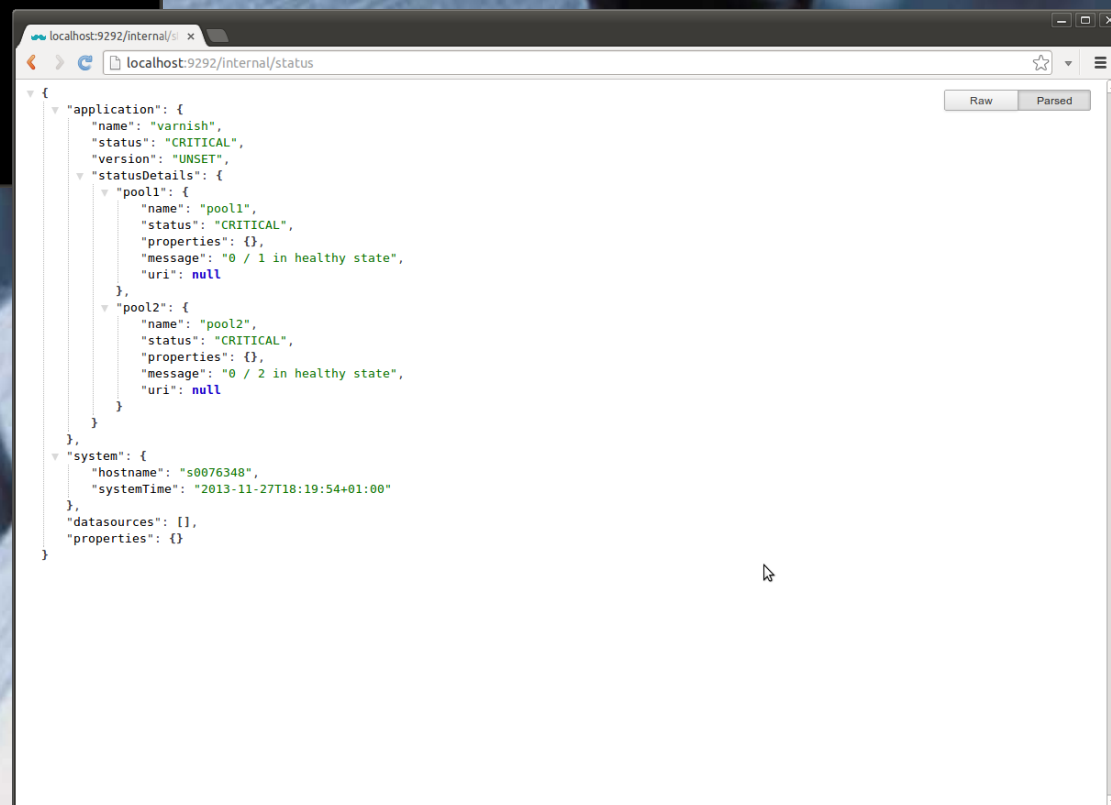 localhost:9292/internal/s
localhost:9292/internal/status
Raw Parsed
{
"application": {
"name": "varnish",
"status": "CRITICAL",
"version": "UNSET",
"statusDetails": {
"pool1": {
"name": "pool1",
"status": "CRITICAL",
"properties": {},
"message": "0 / 1 in healthy state",
"uri": null
},
"pool2": {
"name": "pool2",
"status": "CRITICAL",
"properties": {},
"message": "0 / 2 in healthy state",
"uri": null
}
}
},
"system": {
"hostname": "s0076348",
"systemTime": "2013-11-27T18:19:54+01:00"
},
"datasources": [],
"properties": {}
}